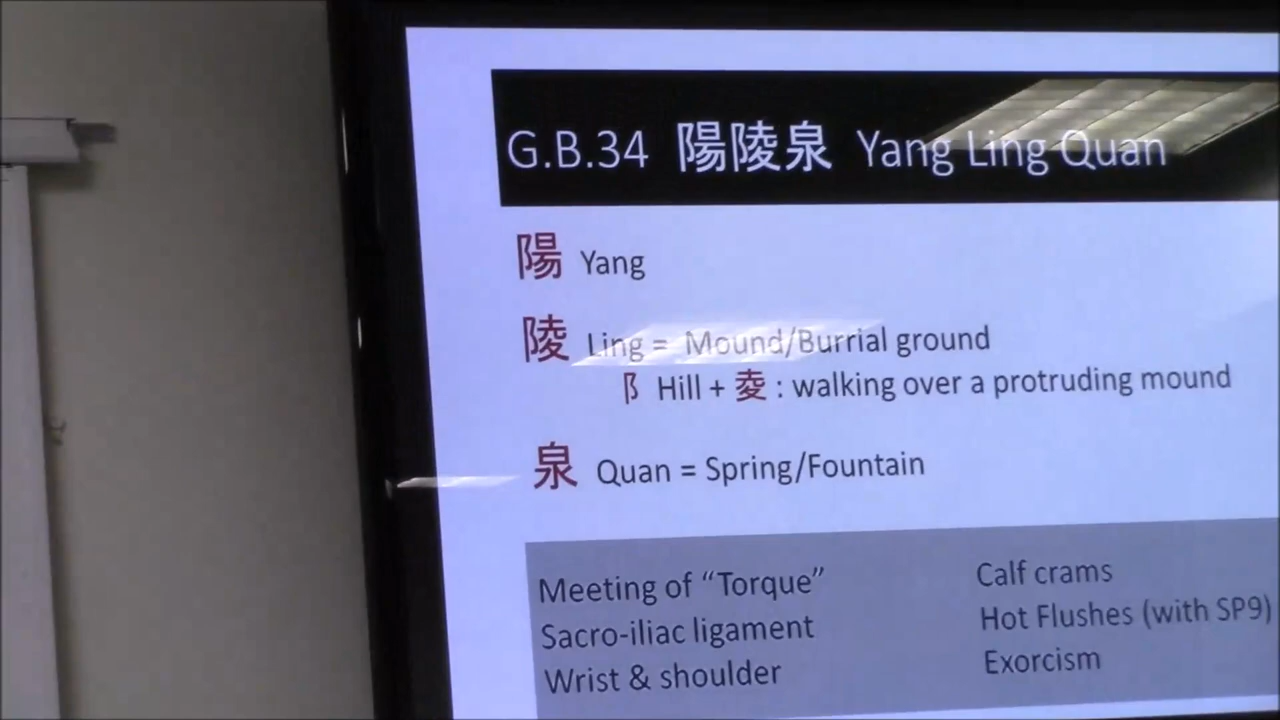 G.B.34 陽陵泉 Yang Ling Quan
陽 Yang
陵 Ling = Mound/Burrial ground
阝 Hill + 夌 : walking over a protruding mound
泉 Quan = Spring/Fountain
Meeting of “Torque”
Sacro-iliac ligament
Wrist & shoulder
Calf crams
Hot Flushes (with SP9)
Exorcism